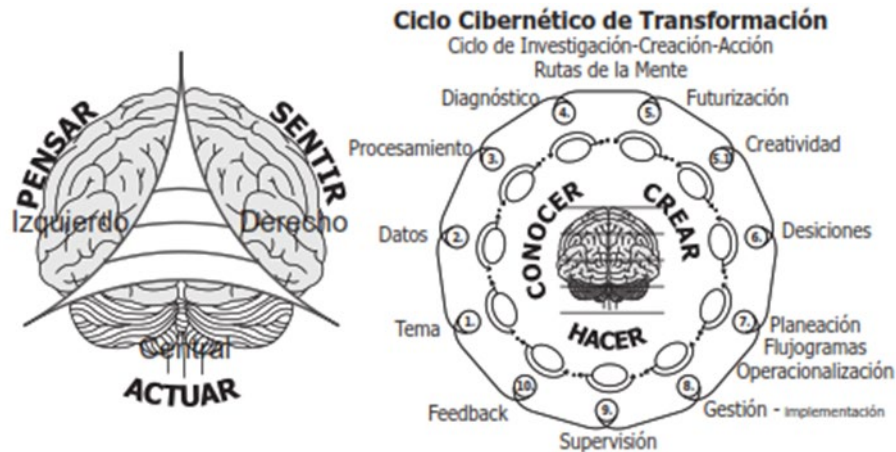 PENSAR
SENTIR
Izquierdo
Derecho
Central
ACTUAR
Ciclo Cibernético de Transformación
Ciclo de Investigación-Creación-Acción
Rutas de la Mente
Diagnóstico
4.
5.
Futurización
Procesamiento
3.
5.1
Creatividad
Datos
2.
6.
Desiciones
CONOCER
CREAR
HACER
Tema
1.
7.
Planeación
Flujogramas
Operacionalización
Feedback
10.
8.
Gestión - implementación
9.
Supervisión